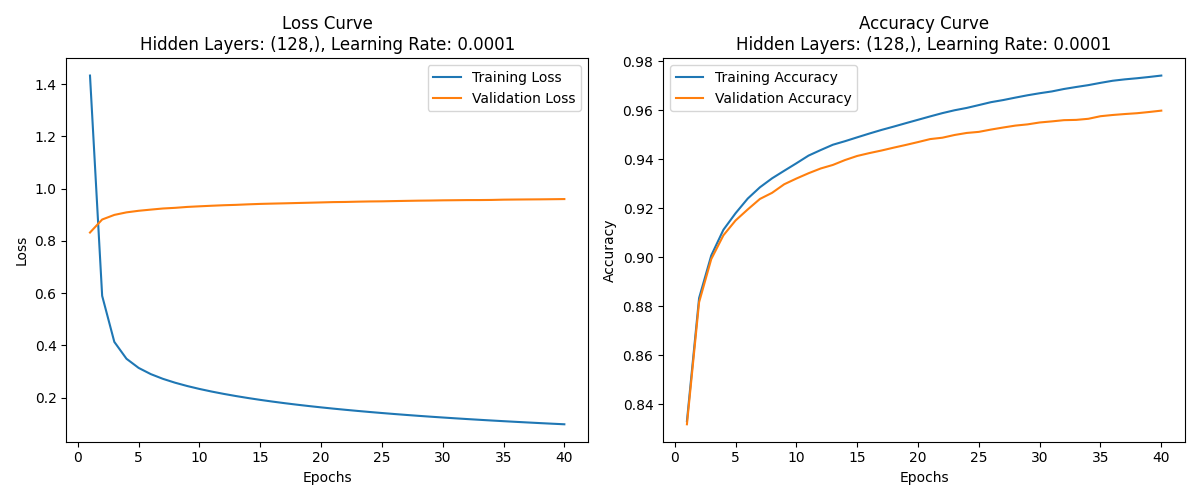 Loss Curve
Hidden Layers: (128,), Learning Rate: 0.0001
Training Loss
Validation Loss
1.4
1.2
1.0
0.8
0.6
0.4
0.2
Loss
0 5 10 15 20 25 30 35 40
Epochs
Accuracy Curve
Hidden Layers: (128,), Learning Rate: 0.0001
Training Accuracy
Validation Accuracy
0.98
0.96
0.94
0.92
0.90
0.88
0.86
0.84
Accuracy
0 5 10 15 20 25 30 35 40
Epochs